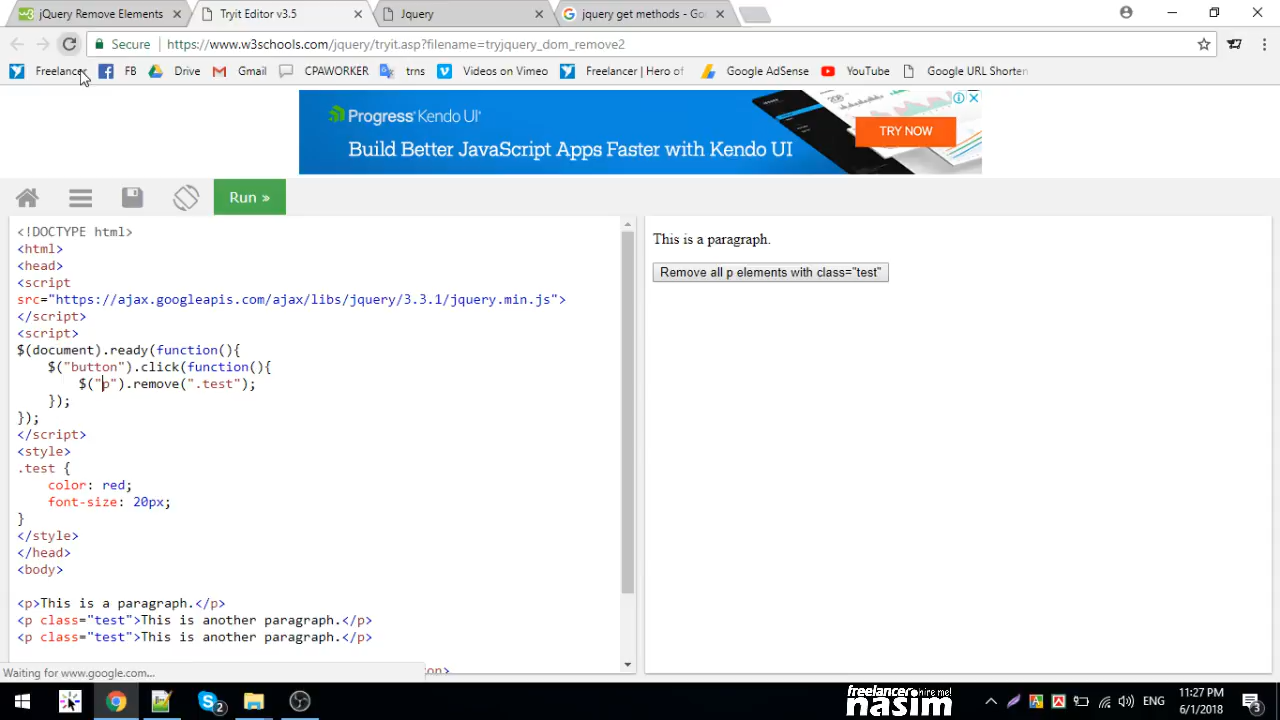 jQuery Remove Elements
Tryit Editor v3.5
Jquery
jquery get methods - Go
Secure
https://www.w3schools.com/jquery/tryit.asp?filename=tryjquery_dom_remove2
Freelancer
FB
Drive
Gmail
CPAWORKER
trns
Videos on Vimeo
Freelancer | Hero of
Google AdSense
YouTube
Google URL Shorten
Progress Kendo UI
Build Better JavaScript Apps Faster with Kendo UI
TRY NOW
Run »
<!DOCTYPE html>
<html>
<head>
<script
src="https://ajax.googleapis.com/ajax/libs/jquery/3.3.1/jquery.min.js">
</script>
<script>
$(document).ready(function(){
$("button").click(function(){
$("p").remove(".test");
});
});
</script>
<style>
.test {
color: red;
font-size: 20px;
}
</style>
</head>
<body>
<p>This is a paragraph.</p>
<p class="test">This is another paragraph.</p>
<p class="test">This is another paragraph.</p>
This is a paragraph.
Remove all p elements with class="test"
Waiting for www.google.com...
on>
2
freelancer hire me!
nasim
ENG
11:27 PM
6/1/2018
3